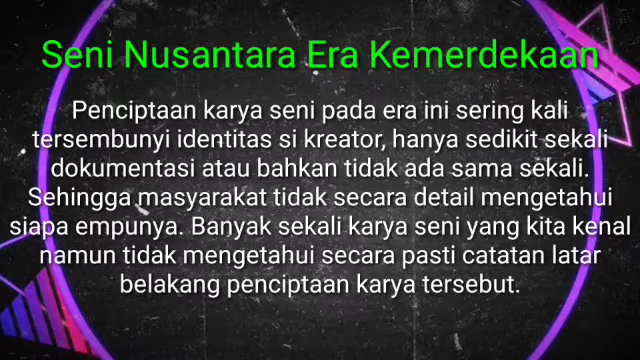 Seni Nusantara Era Kemerdekaan
Penciptaan karya seni pada era ini sering kali
tersembunyi identitas si kreator, hanya sedikit sekali
dokumentasi atau bahkan tidak ada sama sekali.
Sehingga masyarakat tidak secara detail mengetahui
siapa empunya. Banyak sekali karya seni yang kita kenal
namun tidak mengetahui secara pasti catatan latar
belakang penciptaan karya tersebut.